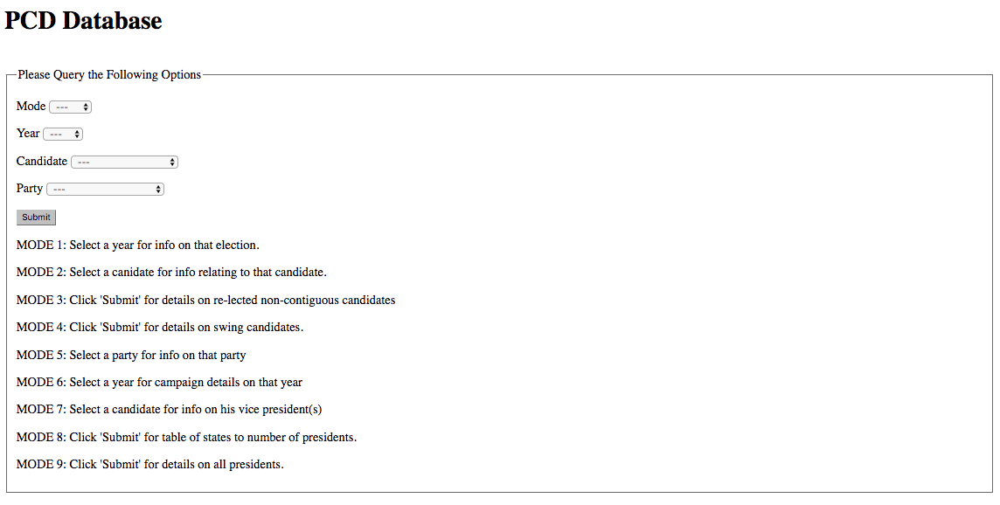 PCD Database
Please Query the Following Options
Mode ---
Year ---
Candidate ---
Party ---
Submit
MODE 1: Select a year for info on that election.
MODE 2: Select a canidate for info relating to that candidate.
MODE 3: Click 'Submit' for details on re-lected non-contiguous candidates
MODE 4: Click 'Submit' for details on swing candidates.
MODE 5: Select a party for info on that party
MODE 6: Select a year for campaign details on that year
MODE 7: Select a candidate for info on his vice president(s)
MODE 8: Click 'Submit' for table of states to number of presidents.
MODE 9: Click 'Submit' for details on all presidents.